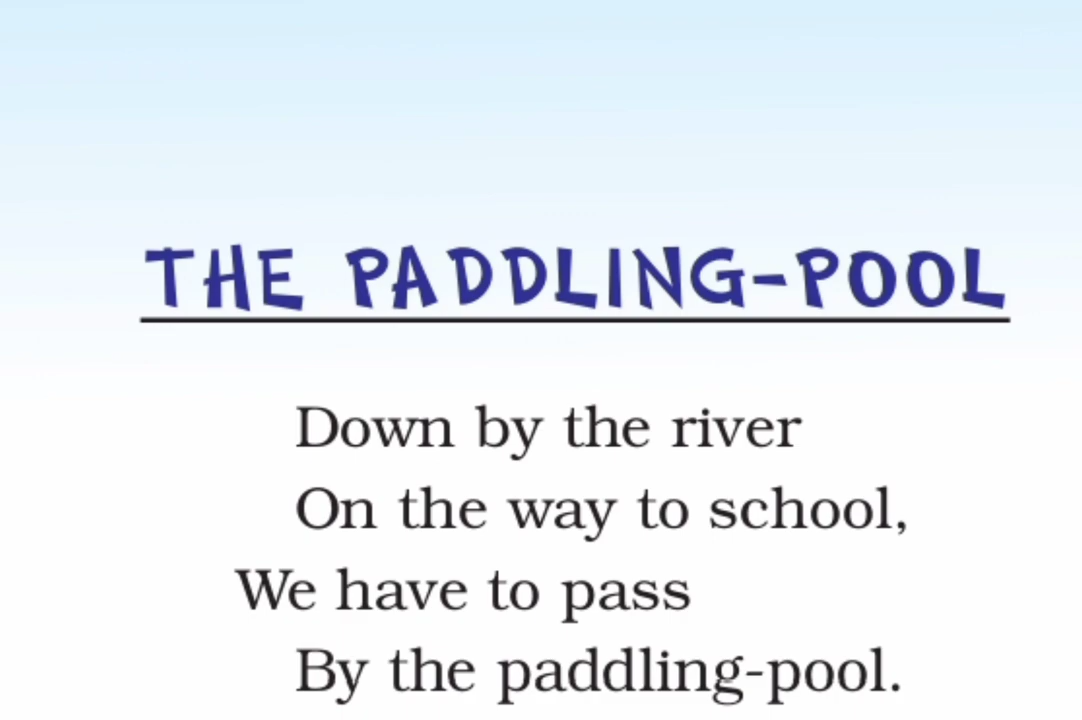 THE PADDLING-POOL
Down by the river
On the way to school,
We have to pass
By the paddling-pool.